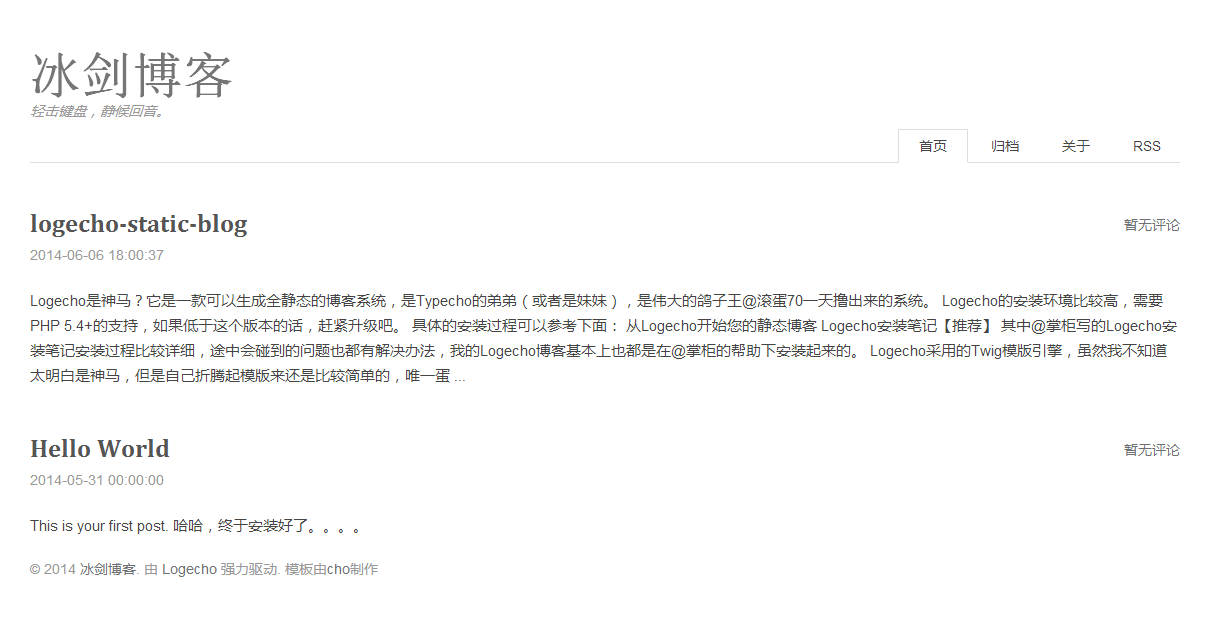 冰剑博客
轻击键盘，静候回音。
首页 归档 关于 RSS
logecho-static-blog 暂无评论
2014-06-06 18:00:37
Logecho是神马？它是一款可以生成全静态的博客系统，是Typecho的弟弟（或者是妹妹），是伟大的鸽子王@滚蛋70一天撸出来的系统。 Logecho的安装环境比较高，需要
PHP 5.4+的支持，如果低于这个版本的话，赶紧升级吧。 具体的安装过程可以参考下面： 从Logecho开始您的静态博客 Logecho安装笔记【推荐】 其中@掌柜写的Logecho安
装笔记安装过程比较详细，途中会碰到的问题也都有解决办法，我的Logecho博客基本上也都是在@掌柜的帮助下安装起来的。 Logecho采用的Twig模版引擎，虽然我不知道
太明白是神马，但是自己折腾起模版来还是比较简单的，唯一蛋 ...
Hello World 暂无评论
2014-05-31 00:00:00
This is your first post. 哈哈，终于安装好了。。。。
© 2014 冰剑博客. 由 Logecho 强力驱动. 模板由cho制作